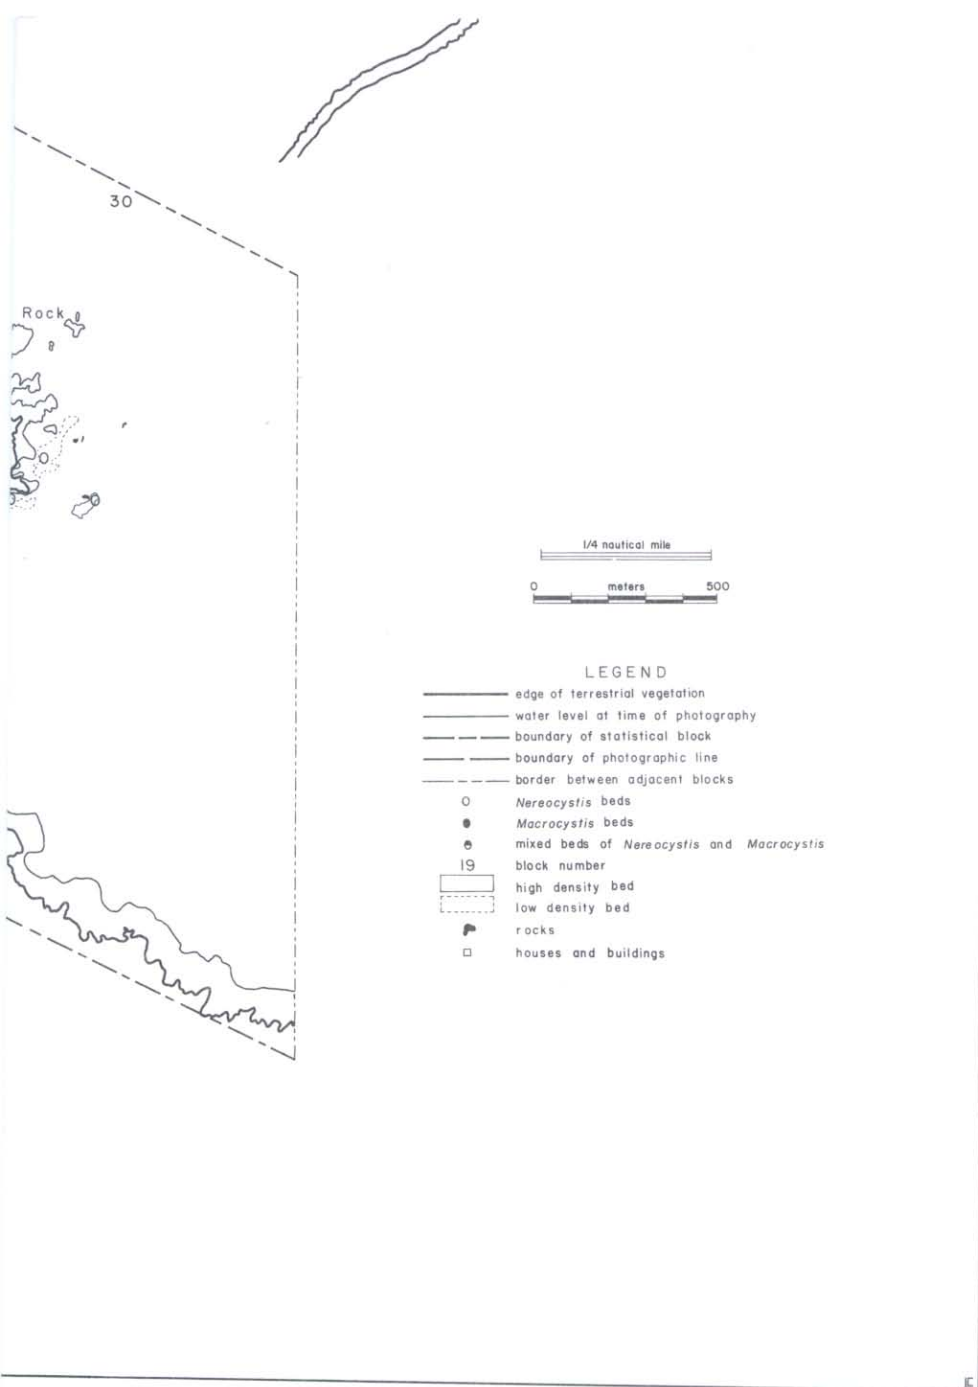 30
Rock
1/4 nautical mile
0 meters 500
LEGEND
edge of terrestrial vegetation
water level at time of photography
boundary of statistical block
boundary of photographic line
border between adjacent blocks
Nereocystis beds
Macrocystis beds
mixed beds of Nereocystis and Macrocystis
19 block number
high density bed
low density bed
rocks
houses and buildings